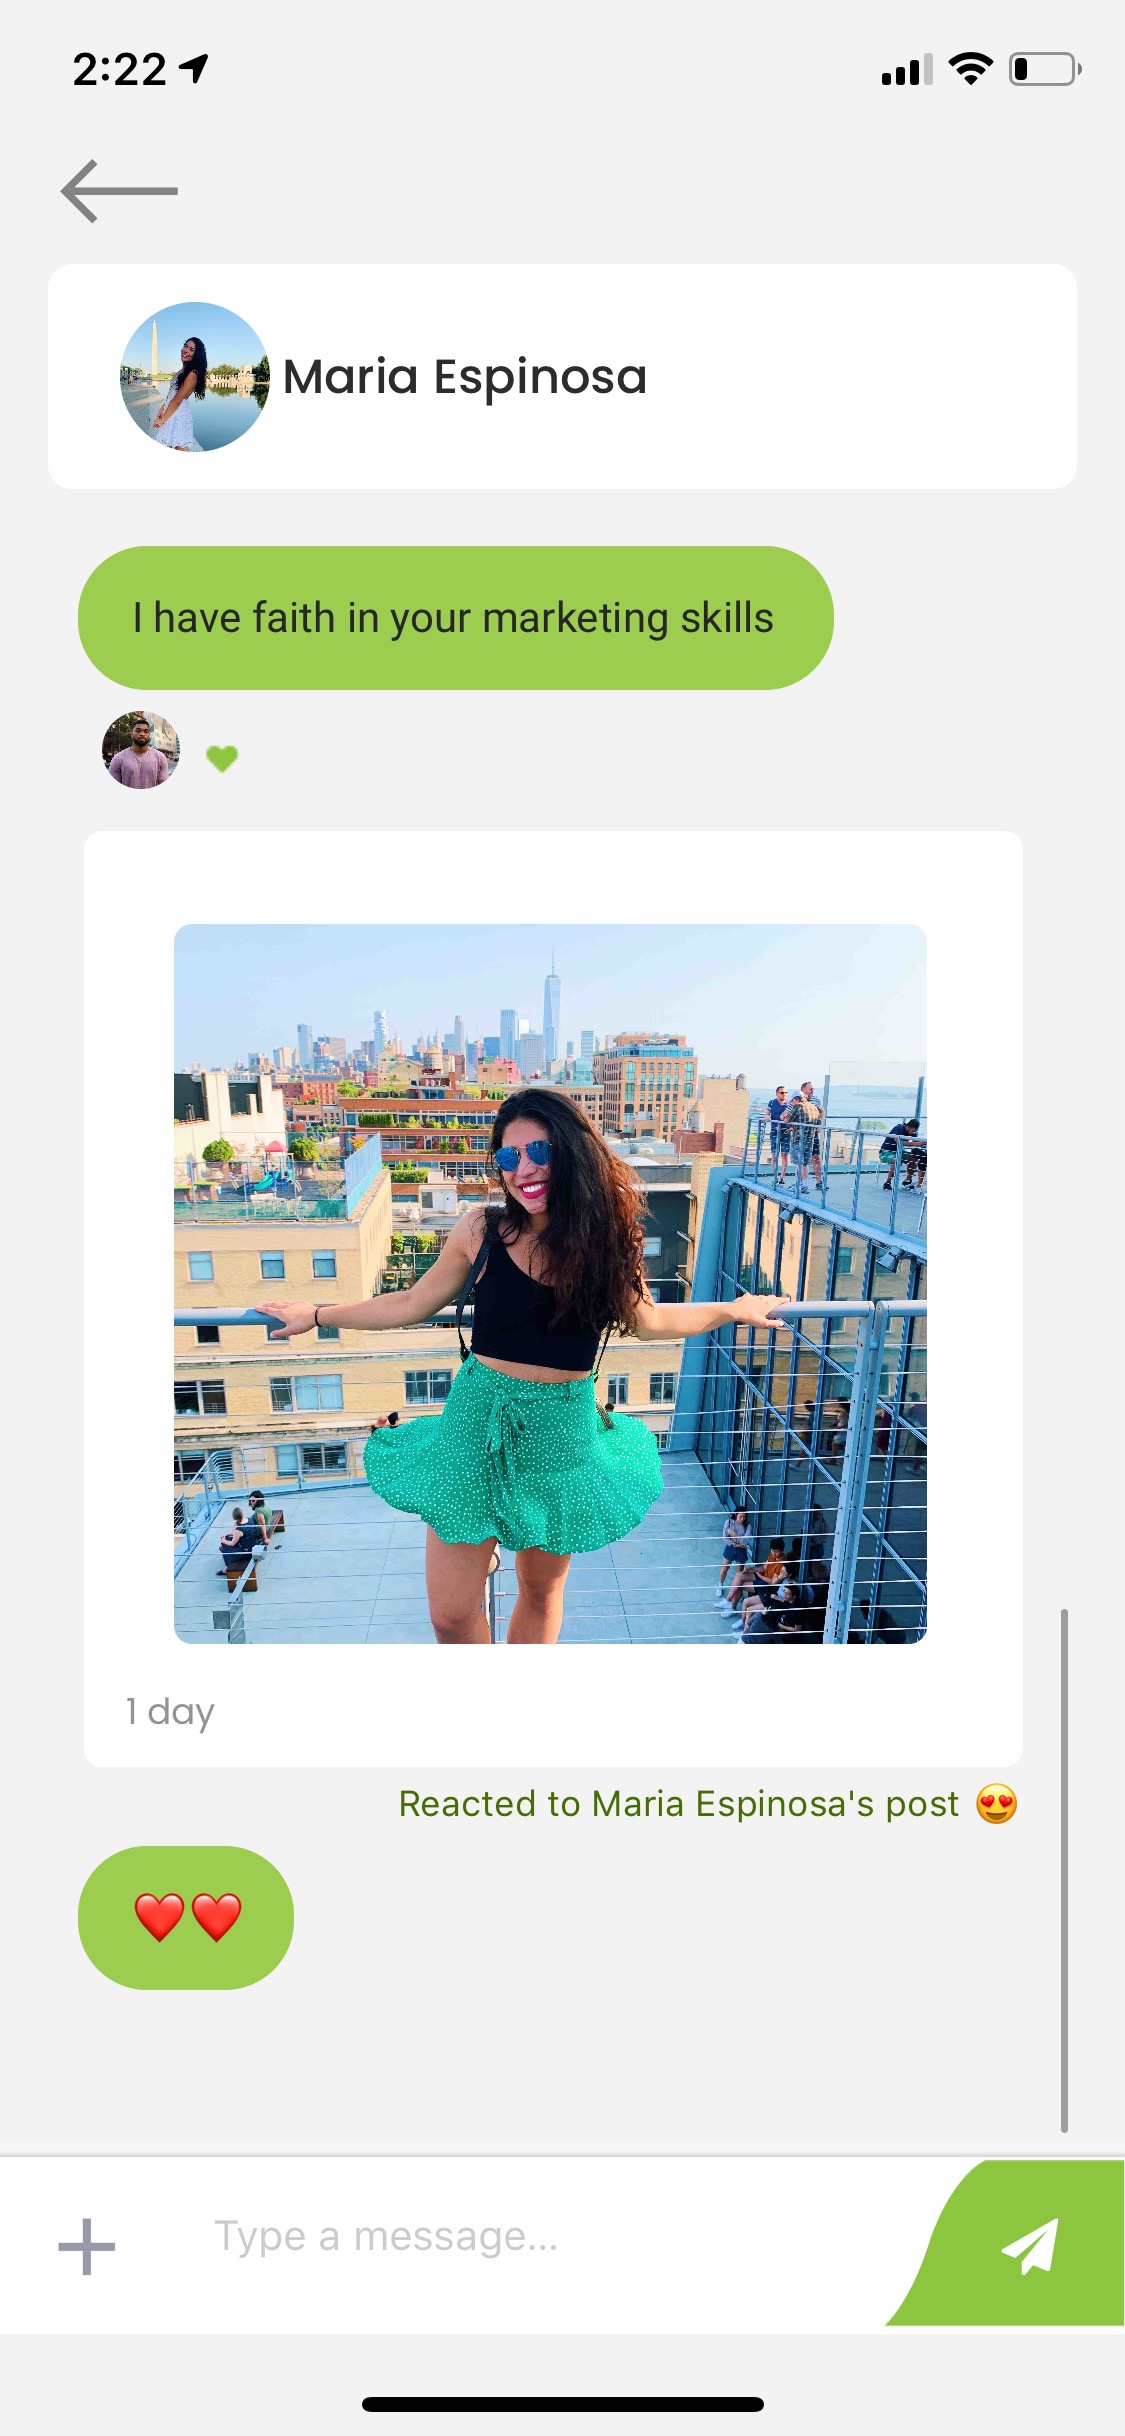 2:22
Maria Espinosa
I have faith in your marketing skills
1 day
Reacted to Maria Espinosa's post 😍
❤️❤️
Type a message...